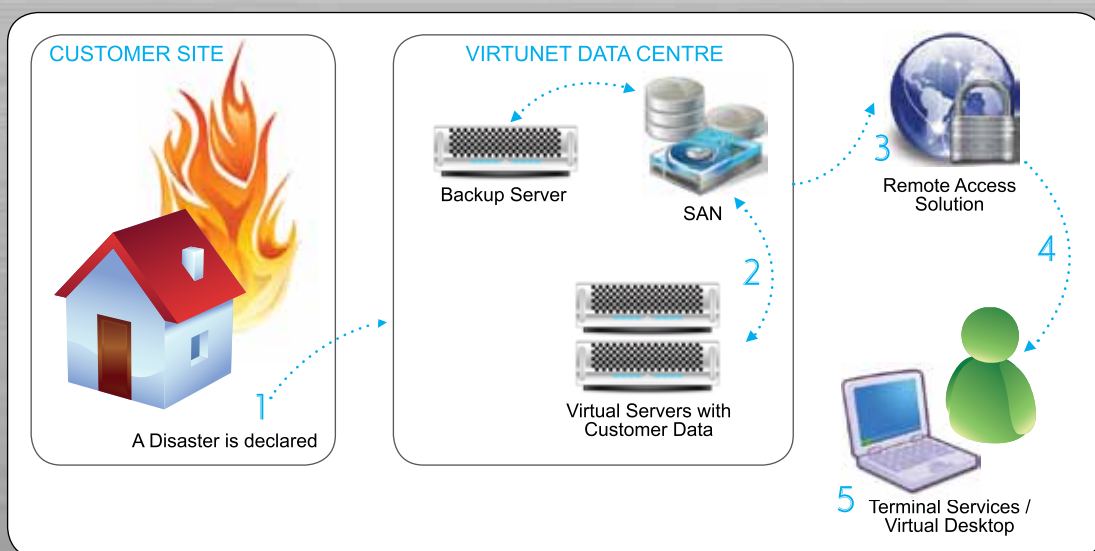 CUSTOMER SITE
1
A Disaster is declared
VIRTUNET DATA CENTRE
Backup Server
SAN
2
Virtual Servers with
Customer Data
3
Remote Access
Solution
4
5
Terminal Services /
Virtual Desktop